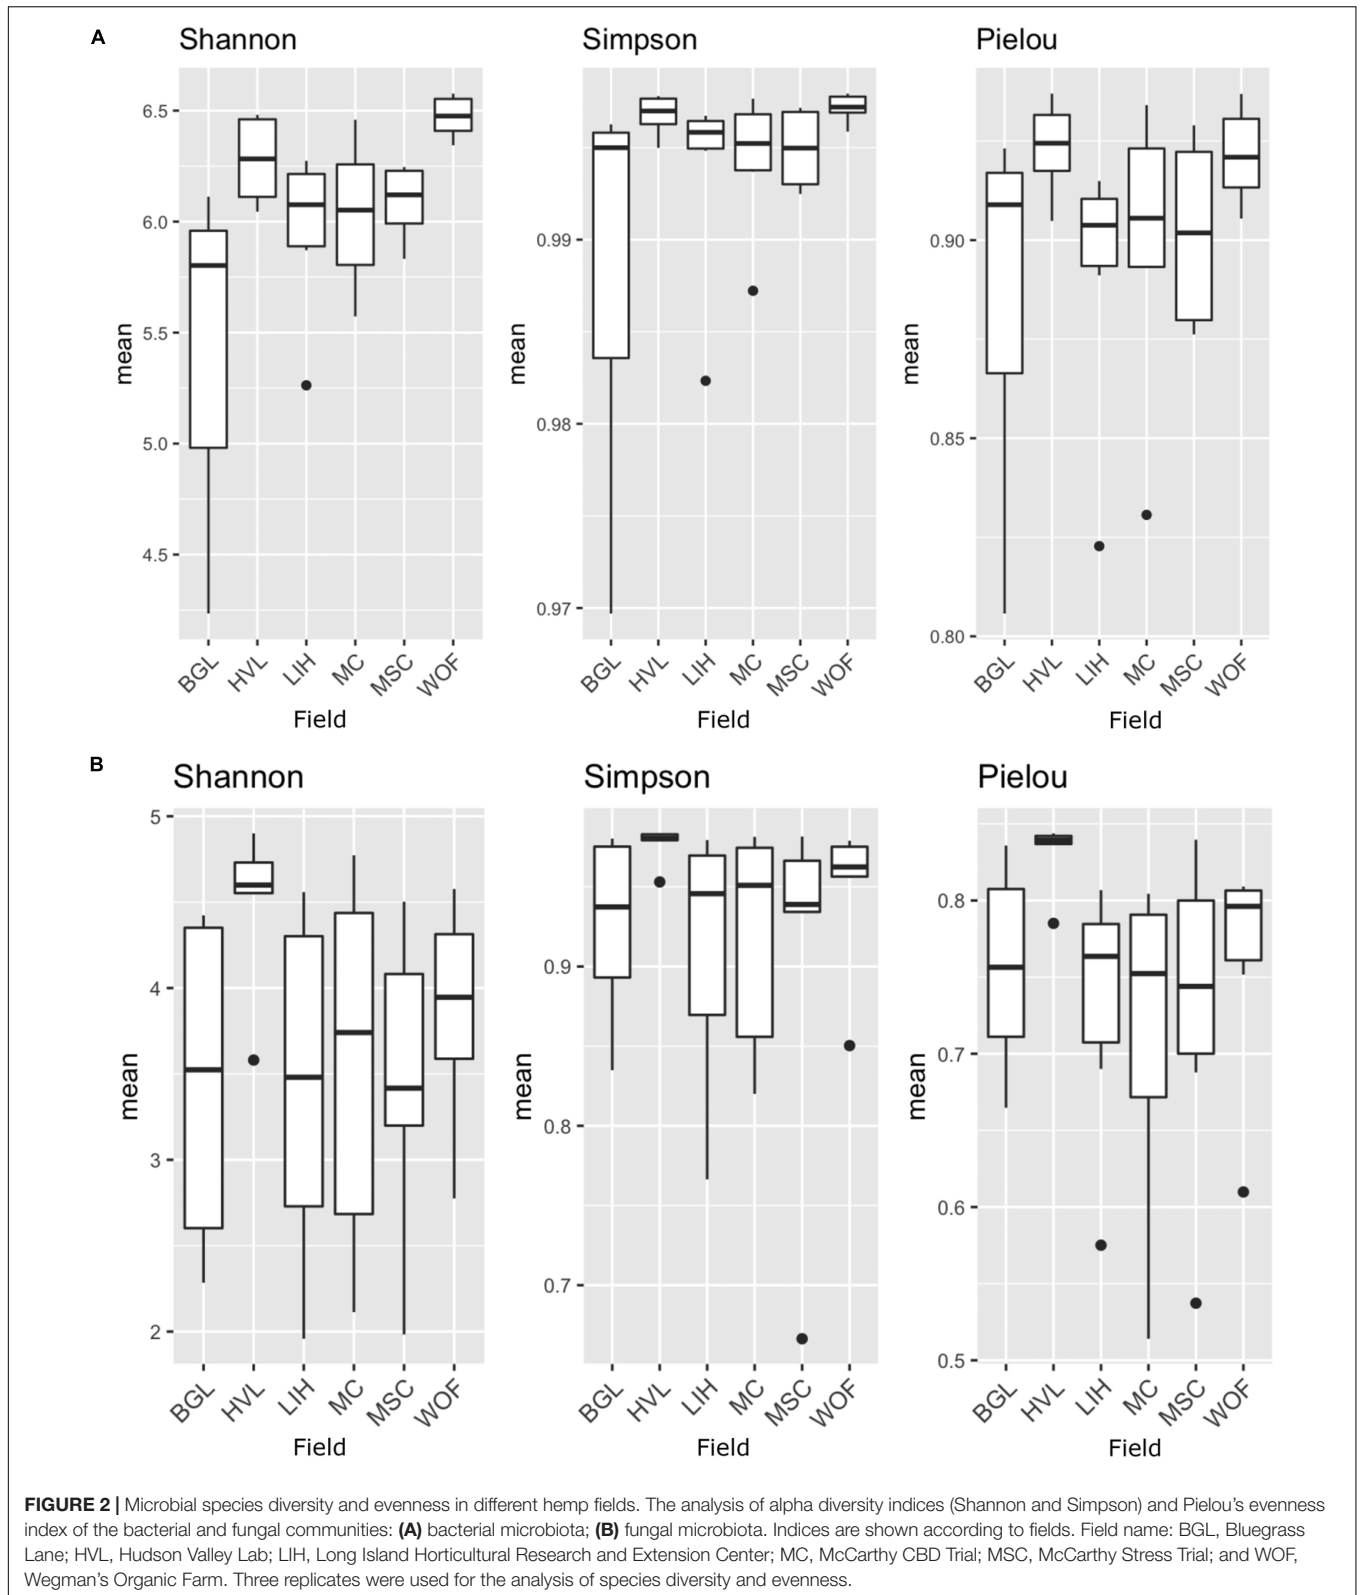 A
Shannon
Simpson
Pielou
6.5
6.0
5.5
5.0
4.5
mean
BGL
HVL
LIH
MC
MSC
WOF
Field
0.99
0.98
0.97
mean
BGL
HVL
LIH
MC
MSC
WOF
Field
0.90
0.85
0.80
mean
BGL
HVL
LIH
MC
MSC
WOF
Field
B
Shannon
Simpson
Pielou
5
4
3
2
mean
BGL
HVL
LIH
MC
MSC
WOF
Field
0.9
0.8
0.7
mean
BGL
HVL
LIH
MC
MSC
WOF
Field
0.8
0.7
0.6
0.5
mean
BGL
HVL
LIH
MC
MSC
WOF
Field
FIGURE 2 | Microbial species diversity and evenness in different hemp fields. The analysis of alpha diversity indices (Shannon and Simpson) and Pielou's evenness
index of the bacterial and fungal communities: (A) bacterial microbiota; (B) fungal microbiota. Indices are shown according to fields. Field name: BGL, Bluegrass
Lane; HVL, Hudson Valley Lab; LIH, Long Island Horticultural Research and Extension Center; MC, McCarthy CBD Trial; MSC, McCarthy Stress Trial; and WOF,
Wegman's Organic Farm. Three replicates were used for the analysis of species diversity and evenness.